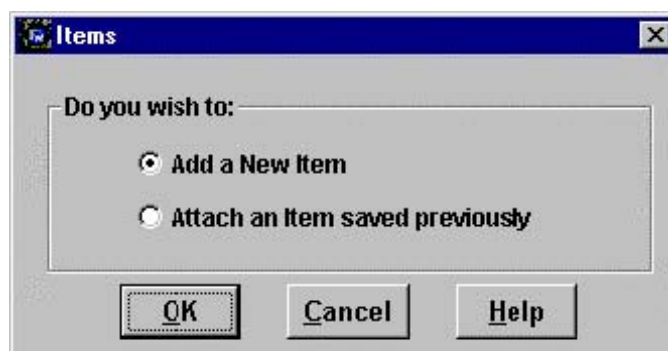 Items
Do you wish to:
Add a New Item
Attach an Item saved previously
OK Cancel Help